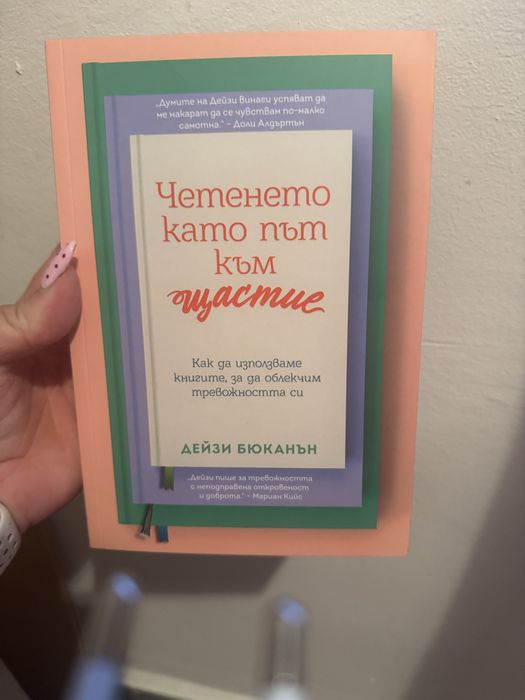 „Думите на Дейзи винаги успяват да
ме накарат да се чувствам по-малко
самотна.“ – Доли Алдъртън
Четенето
като път
към
щастие
Как да използваме
книгите, за да облекчим
тревожността си
ДЕЙЗИ БЮКАНЪН
„Дейзи пише за тревожността
с неподправена откровеност
и доброта.“ – Мариан Кийс